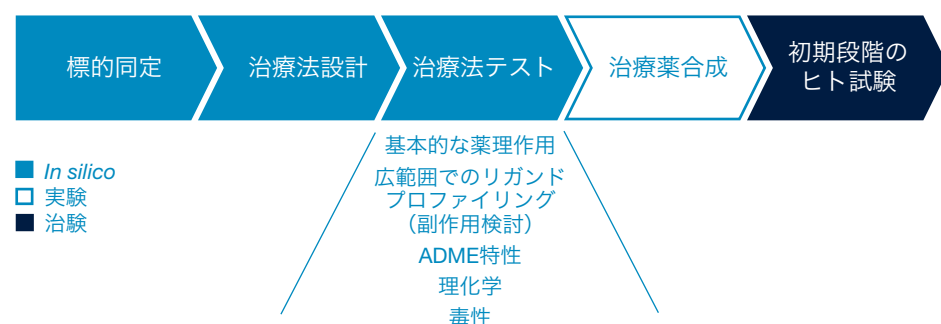 標的同定
治療法設計
治療法テスト
治療薬合成
初期段階の
ヒト試験
In silico
実験
治験
基本的な薬理作用
広範囲でのリガンド
プロファイリング
（副作用検討）
ADME特性
理化学
毒性